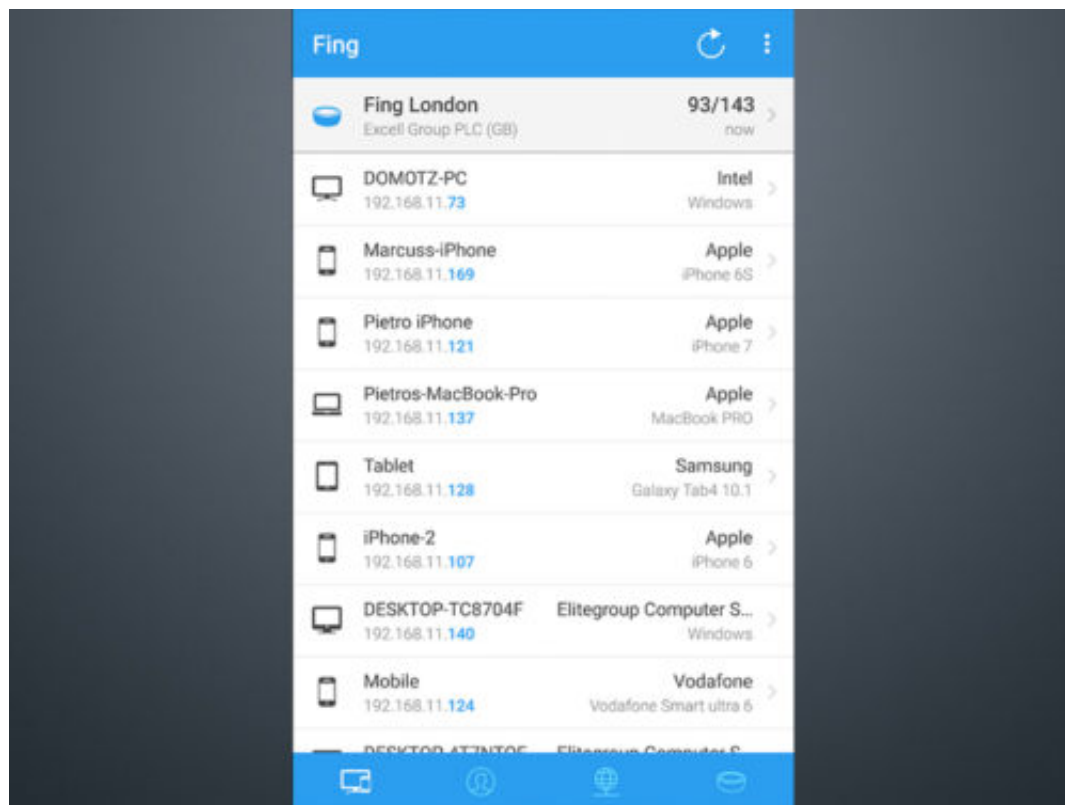 Fing
Fing London 93/143
Excell Group PLC (GB) now
DOMOTZ-PC Intel
192.168.11.73 Windows
Marcuss-iPhone Apple
192.168.11.169 iPhone 6S
Pietro iPhone Apple
192.168.11.121 iPhone 7
Pietros-MacBook-Pro Apple
192.168.11.137 MacBook PRO
Tablet Samsung
192.168.11.128 Galaxy Tab4 10.1
iPhone-2 Apple
192.168.11.107 iPhone 6
DESKTOP-TC8704F Elitegroup Computer S...
192.168.11.140 Windows
Mobile Vodafone
192.168.11.124 Vodafone Smart ultra 6
Elitegroup Computer S